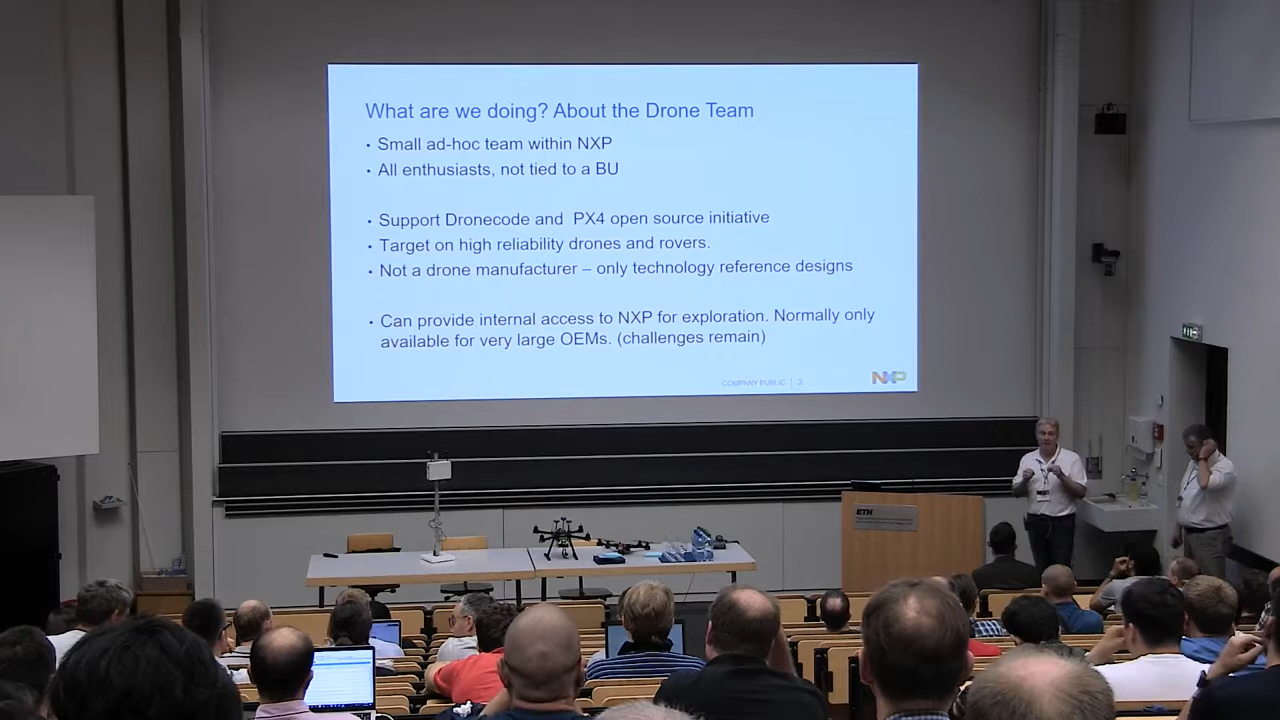 What are we doing? About the Drone Team
• Small ad-hoc team within NXP
• All enthusiasts, not tied to a BU
• Support Dronecode and PX4 open source initiative
• Target on high reliability drones and rovers.
• Not a drone manufacturer – only technology reference designs
• Can provide internal access to NXP for exploration. Normally only
available for very large OEMs. (challenges remain)
COMPANY PUBLIC | 2
NXP
ETH